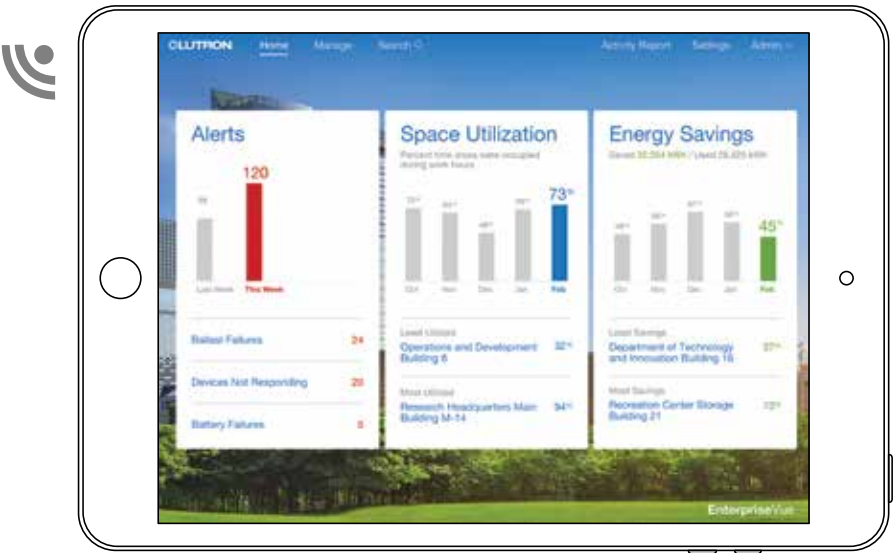 LUTRON Home Manage Search Activity Report Settings Admin
Alerts
120
Last Week This Week
Ballast Failures 24
Devices Not Responding 20
Battery Failures 5
Space Utilization
Percent time areas were occupied
during work hours
73%
Oct Nov Dec Jan Feb
Least Utilized
Operations and Development 32%
Building 6
Most Utilized
Research Headquarters Main 94%
Building M-14
Energy Savings
45%
Oct Nov Dec Jan Feb
Least Savings
Department of Technology
and Innovation Building 16
Most Savings
Recreation Center Storage
Building 21
EnterpriseVue